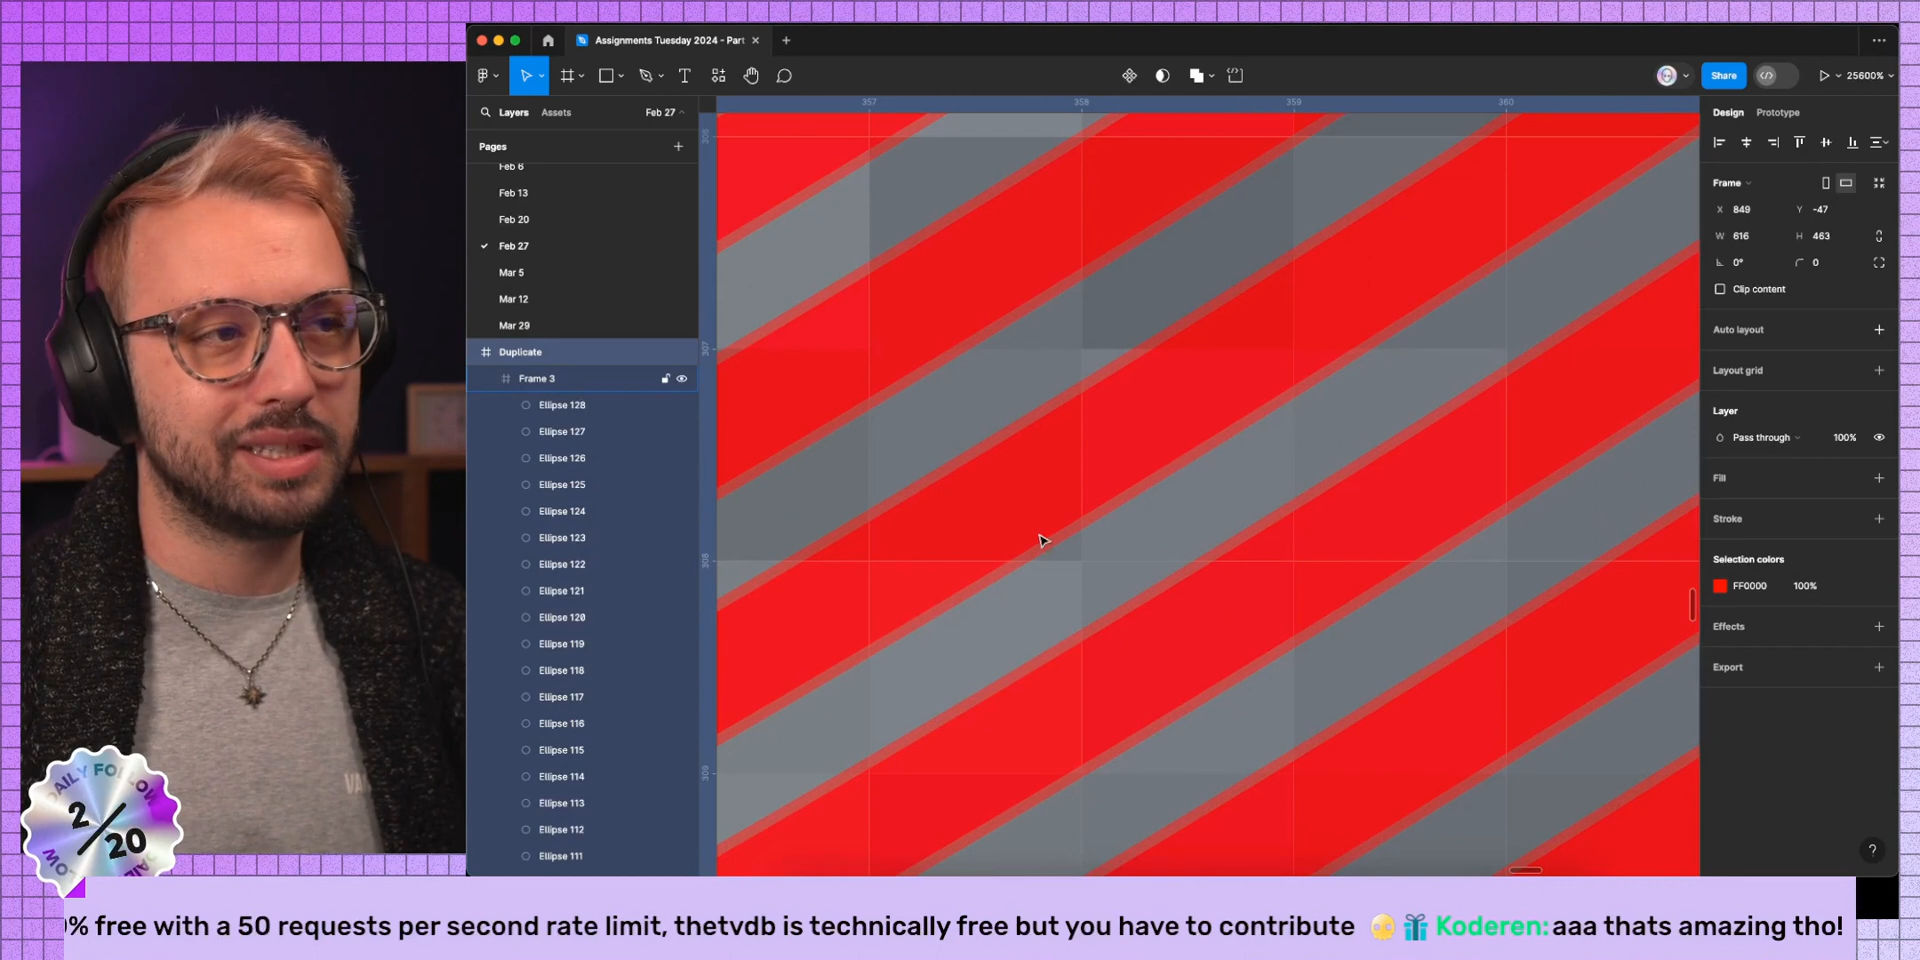 Assignments Tuesday 2024 - Part
Share
25600%
Layers
Assets
Feb 27
Pages
Feb 6
Feb 13
Feb 20
Feb 27
Mar 5
Mar 12
Mar 29
Duplicate
Frame 3
Ellipse 128
Ellipse 127
Ellipse 126
Ellipse 125
Ellipse 124
Ellipse 123
Ellipse 122
Ellipse 121
Ellipse 120
Ellipse 119
Ellipse 118
Ellipse 117
Ellipse 116
Ellipse 115
Ellipse 114
Ellipse 113
Ellipse 112
Ellipse 111
357
358
359
360
307
308
309
Design
Prototype
Frame
X 849 Y -47
W 616 H 463
0° 0
Clip content
Auto layout
Layout grid
Layer
Pass through 100%
Fill
Stroke
Selection colors
FF0000 100%
Effects
Export
?
DAILY FOLLOW
2/20
% free with a 50 requests per second rate limit, thetvdb is technically free but you have to contribute Koderen: aaa thats amazing tho!